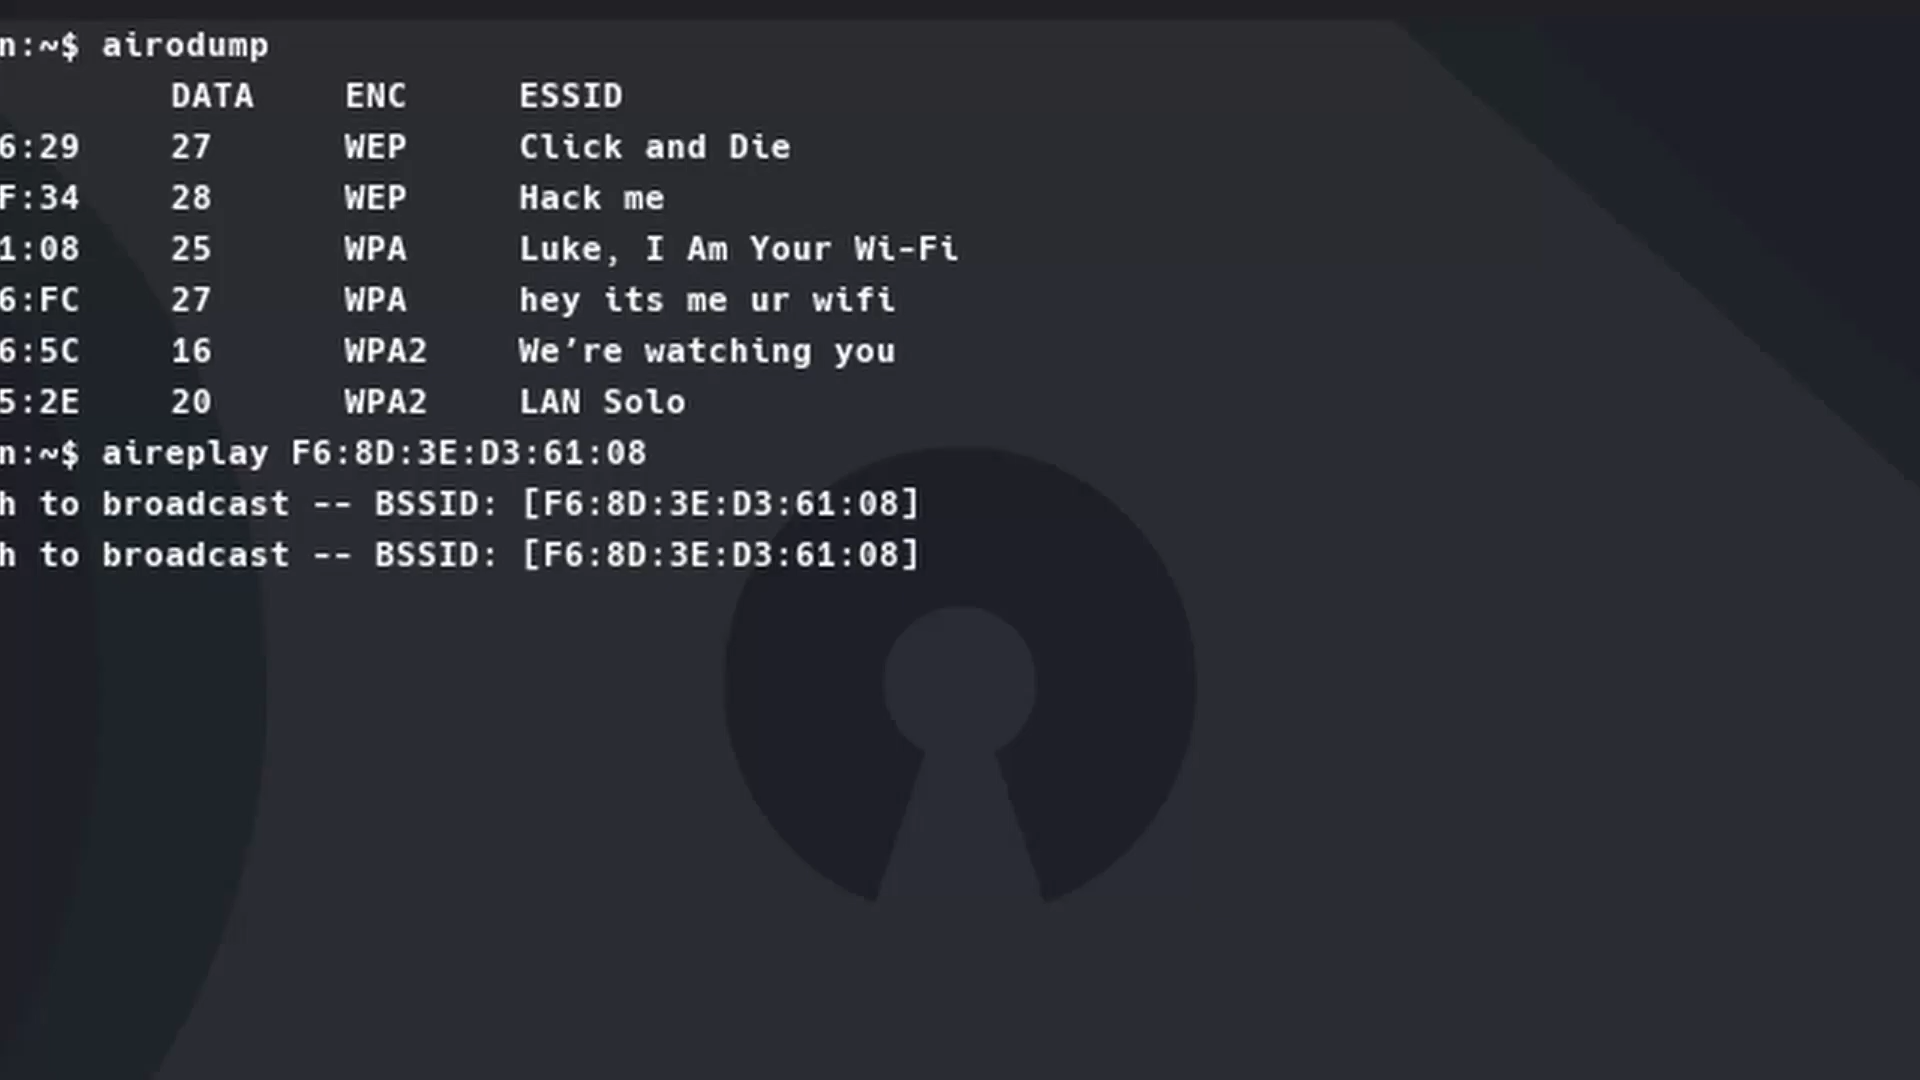 n:~$ airodump
DATA ENC ESSID
6:29 27 WEP Click and Die
F:34 28 WEP Hack me
1:08 25 WPA Luke, I Am Your Wi-Fi
6:FC 27 WPA hey its me ur wifi
6:5C 16 WPA2 We’re watching you
5:2E 20 WPA2 LAN Solo
n:~$ aireplay F6:8D:3E:D3:61:08
h to broadcast -- BSSID: [F6:8D:3E:D3:61:08]
h to broadcast -- BSSID: [F6:8D:3E:D3:61:08]